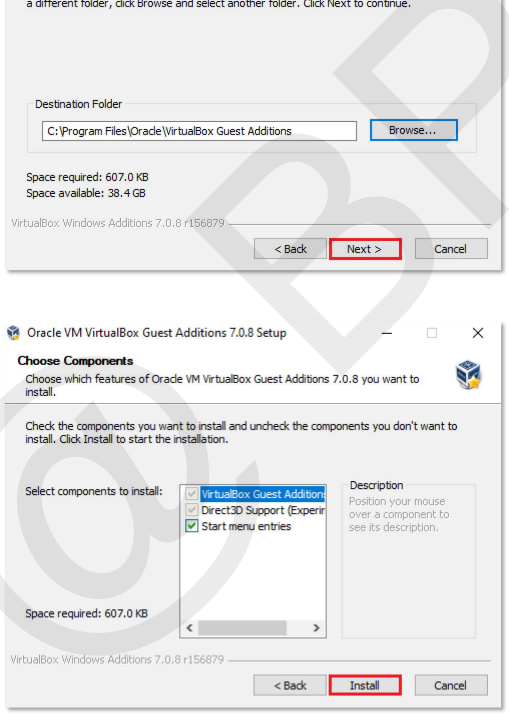 a different folder, click Browse and select another folder. Click Next to continue.
Destination Folder
C:\Program Files\Oracle\VirtualBox Guest Additions
Browse...
Space required: 607.0 KB
Space available: 38.4 GB
VirtualBox Windows Additions 7.0.8 r156879
< Back Next > Cancel
Oracle VM VirtualBox Guest Additions 7.0.8 Setup
Choose Components
Choose which features of Oracle VM VirtualBox Guest Additions 7.0.8 you want to
install.
Check the components you want to install and uncheck the components you don't want to
install. Click Install to start the installation.
Select components to install:
VirtualBox Guest Additions
Direct3D Support (Experir
Start menu entries
Description
Position your mouse
over a component to
see its description.
Space required: 607.0 KB
VirtualBox Windows Additions 7.0.8 r156879
< Back Install Cancel